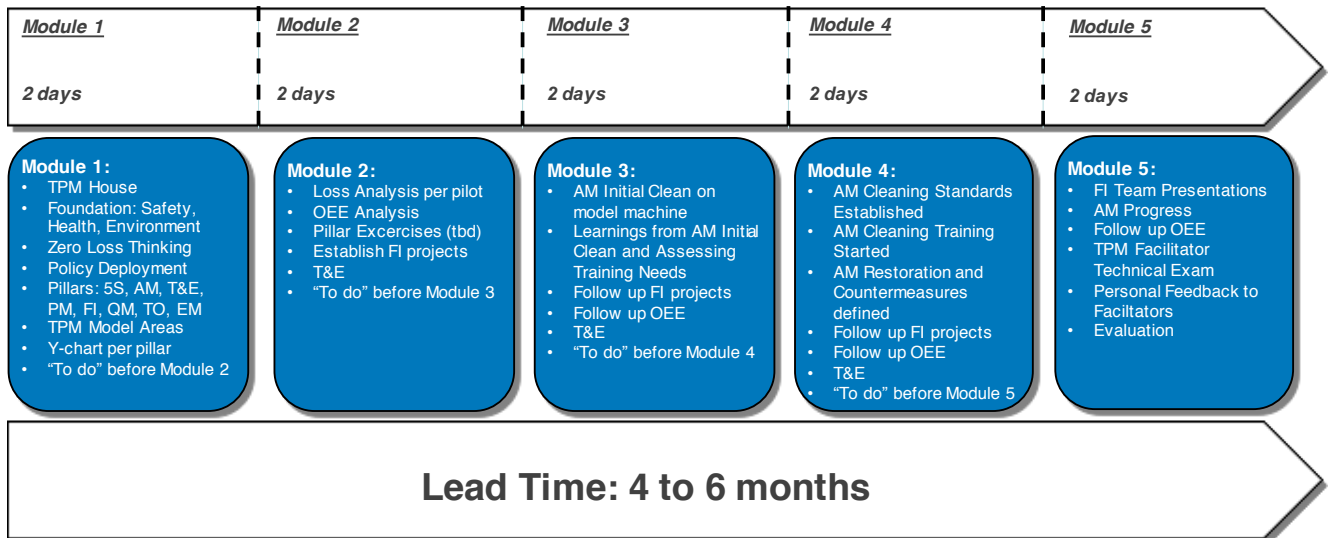 Module 1
2 days
Module 2
2 days
Module 3
2 days
Module 4
2 days
Module 5
2 days
Module 1:
• TPM House
• Foundation: Safety,
Health, Environment
• Zero Loss Thinking
• Policy Deployment
• Pillars: 5S, AM, T&E,
PM, FI, QM, TO, EM
• TPM Model Areas
• Y-chart per pillar
• “To do” before Module 2
Module 2:
• Loss Analysis per pilot
• OEE Analysis
• Pillar Excercises (tbd)
• Establish FI projects
• T&E
• “To do” before Module 3
Module 3:
• AM Initial Clean on
model machine
• Learnings from AM Initial
Clean and Assessing
Training Needs
• Follow up FI projects
• Follow up OEE
• T&E
• “To do” before Module 4
Module 4:
• AM Cleaning Standards
Established
• AM Cleaning Training
Started
• AM Restoration and
Countermeasures
defined
• Follow up FI projects
• Follow up OEE
• T&E
• “To do” before Module 5
Module 5:
• FI Team Presentations
• AM Progress
• Follow up OEE
• TPM Facilitator
Technical Exam
• Personal Feedback to
Faciltators
• Evaluation
Lead Time: 4 to 6 months